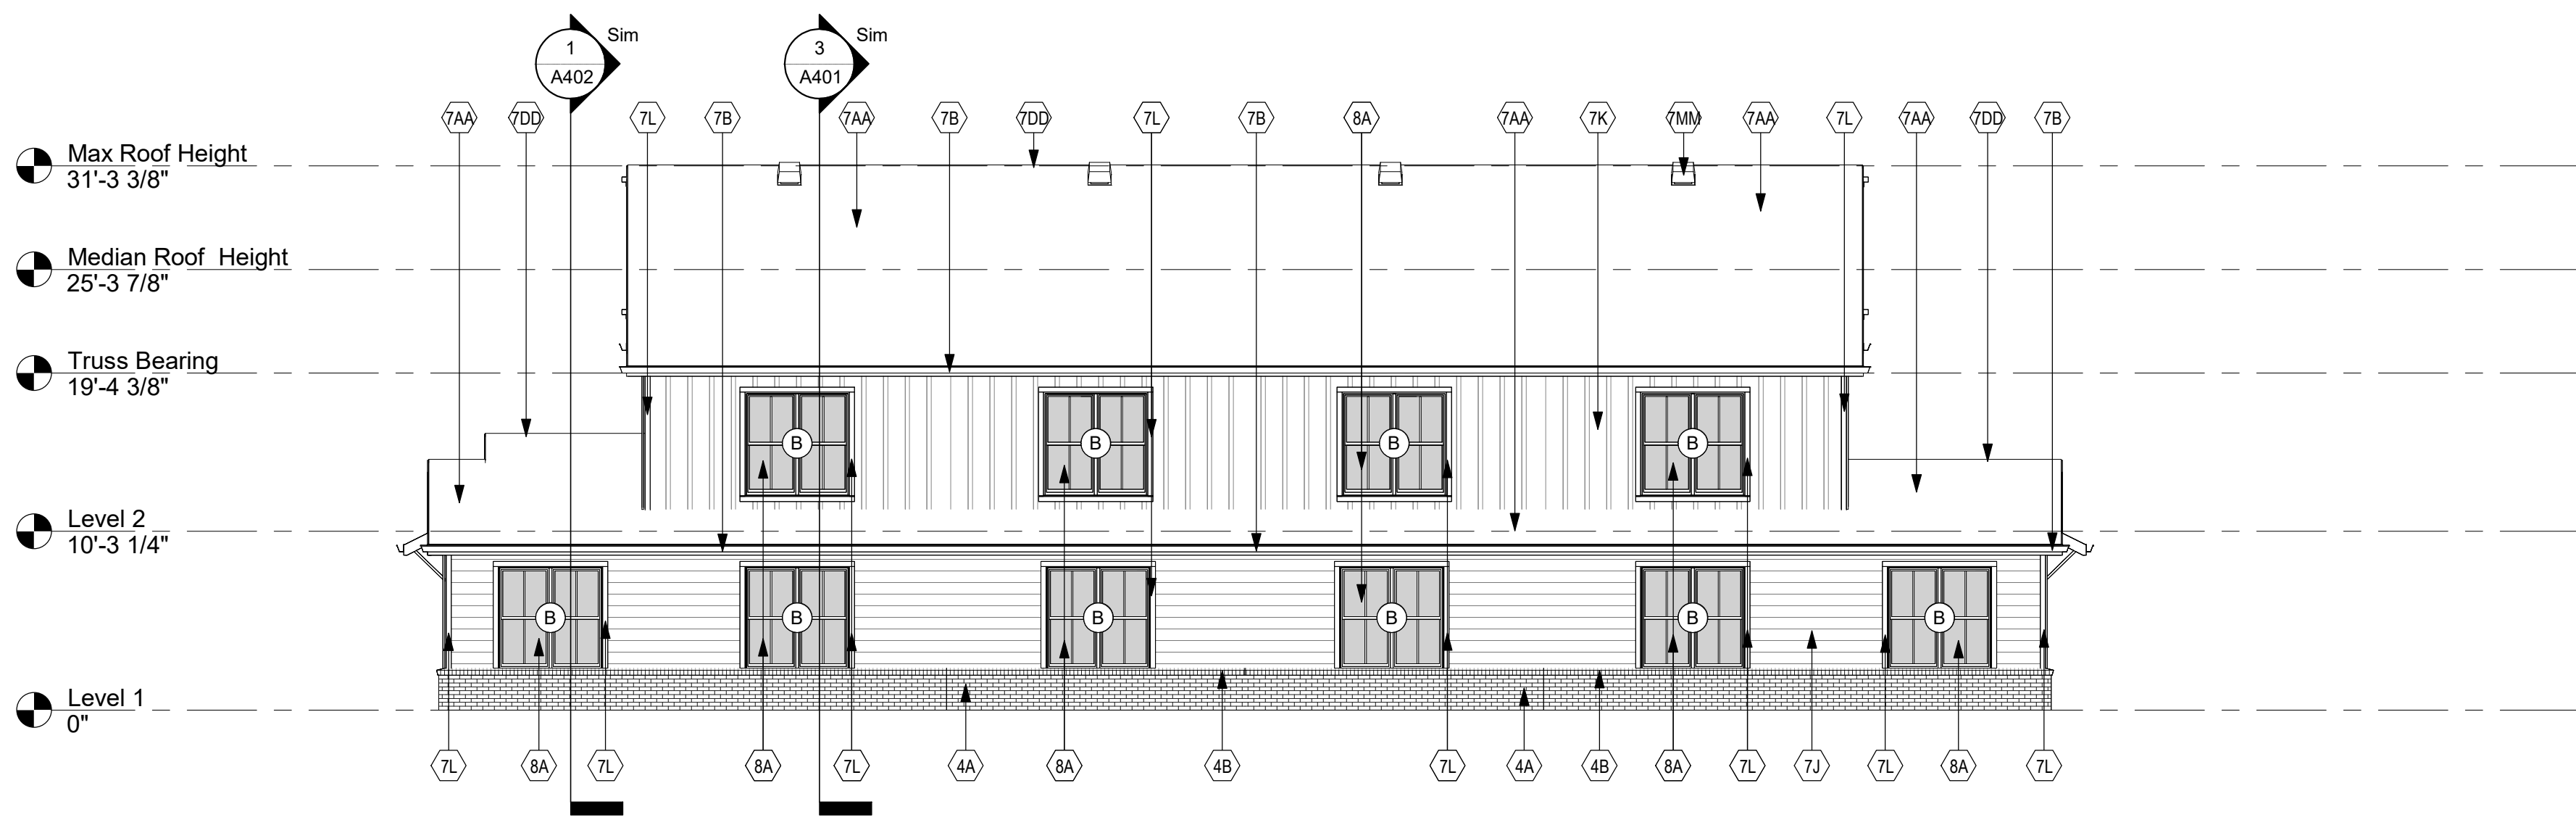 1
A402
Sim
3
A401
Sim
7AA
7DD
7L
7B
7AA
7B
7DD
7L
7B
8A
7AA
7K
7MM
7AA
7L
7AA
7DD
7B
Max Roof Height
31'-3 3/8"
Median Roof Height
25'-3 7/8"
Truss Bearing
19'-4 3/8"
B
B
B
B
Level 2
10'-3 1/4"
B
B
B
B
B
B
Level 1
0"
7L
8A
7L
8A
7L
4A
8A
4B
7L
4A
4B
8A
7L
7J
7L
8A
7L